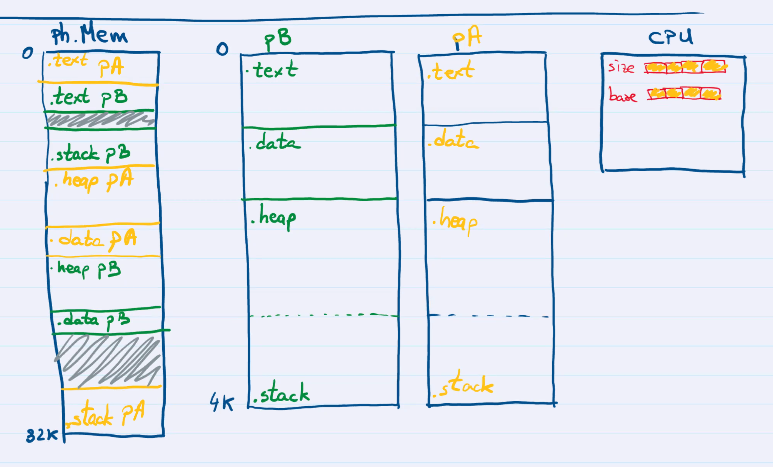 Ph. Mem
0
.text pA
.text pB
.stack pB
.heap pA
.data pA
.heap pB
.data pB
.stack pA
32K
pB
0
.text
.data
.heap
.stack
4K
pA
.text
.data
.heap
.stack
CPU
size
base